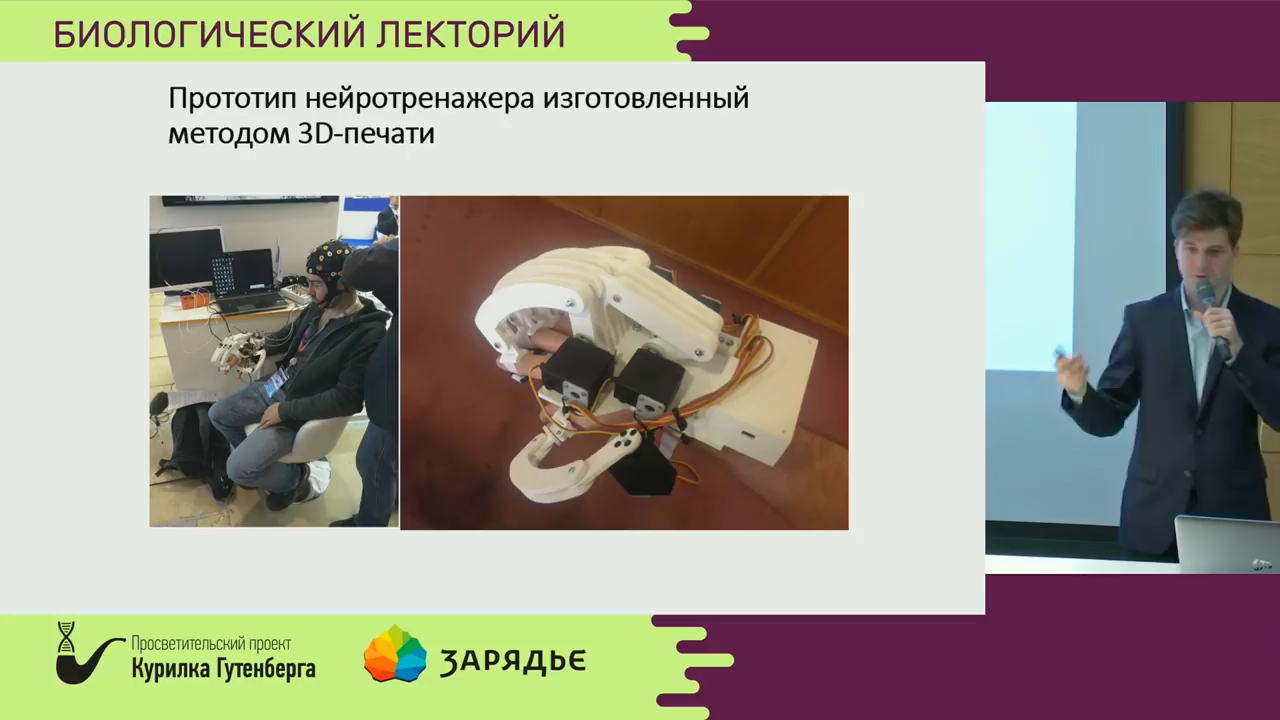 БИОЛОГИЧЕСКИЙ ЛЕКТОРИЙ
Прототип нейротренажера изготовленный
методом 3D-печати
Просветительский проект
Курилка Гутенберга
ЗАРЯДЬЕ